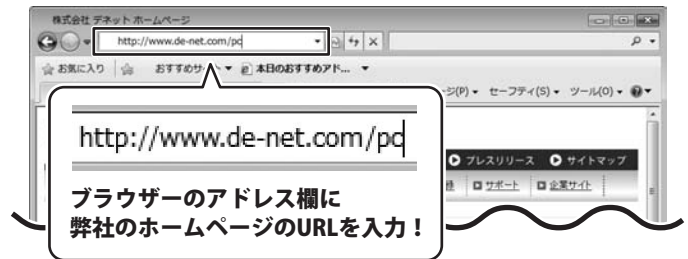 株式会社 デネット ホームページ
http://www.de-net.com/pc
お気に入り おすすめサ 本日のおすすめアド...
ージ(P) セーフティ(S) ツール(O)
http://www.de-net.com/pc
プレスリリース サイトマップ
サポート 企業サイト
ブラウザーのアドレス欄に
弊社のホームページのURLを入力！